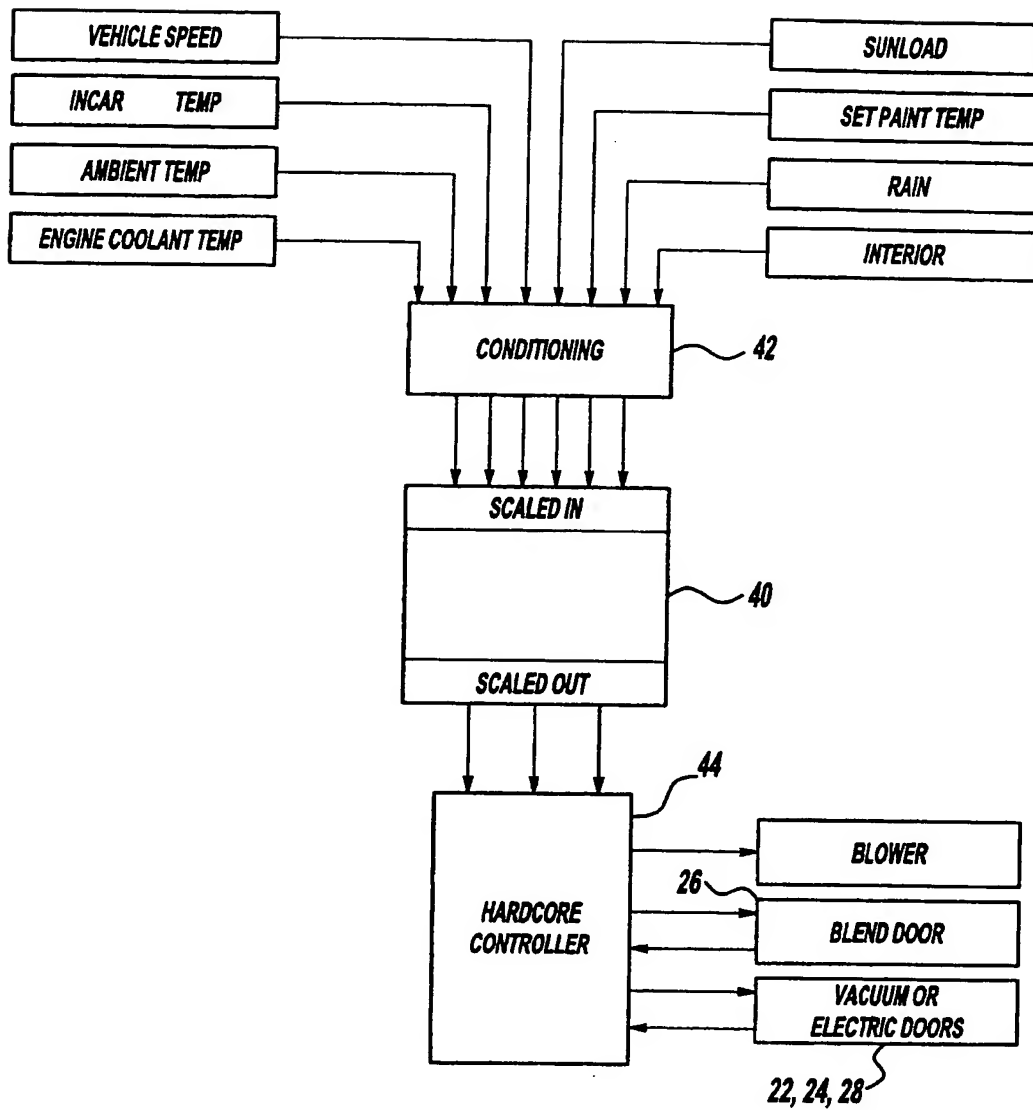 VEHICLE SPEED
INCAR TEMP
AMBIENT TEMP
ENGINE COOLANT TEMP
SUNLOAD
SET PAINT TEMP
RAIN
INTERIOR
CONDITIONING
42
SCALED IN
40
SCALED OUT
44
HARDCORE
CONTROLLER
BLOWER
26
BLEND DOOR
VACUUM OR
ELECTRIC DOORS
22, 24, 28